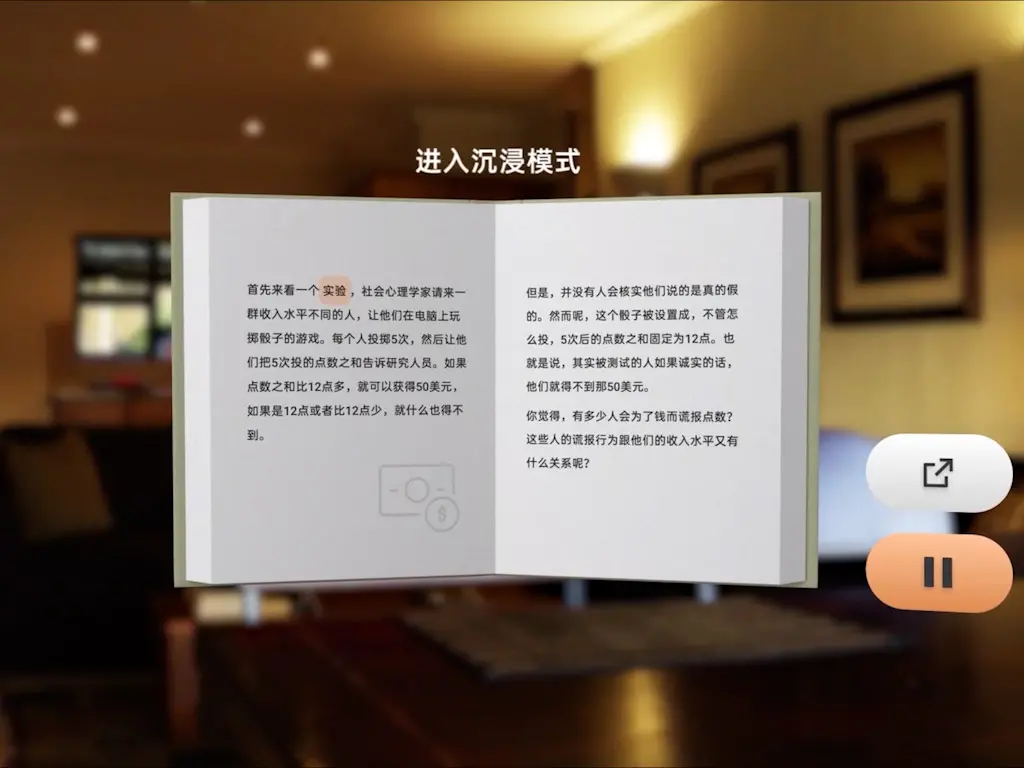 进入沉浸模式
首先来看一个实验，社会心理学家请来一
群收入水平不同的人，让他们在电脑上玩
掷骰子的游戏。每个人投掷5次，然后让他
们把5次投的点数之和告诉研究人员。如果
点数之和比12点多，就可以获得50美元，
如果是12点或者比12点少，就什么也得不
到。
但是，并没有人会核实他们说的是真的假
的。然而呢，这个骰子被设置成，不管怎
么投，5次后的点数之和固定为12点。也
就是说，其实被测试的人如果诚实的话，
他们就得不到那50美元。
你觉得，有多少人会为了钱而谎报点数？
这些人的谎报行为跟他们的收入水平又有
什么关系呢？
$